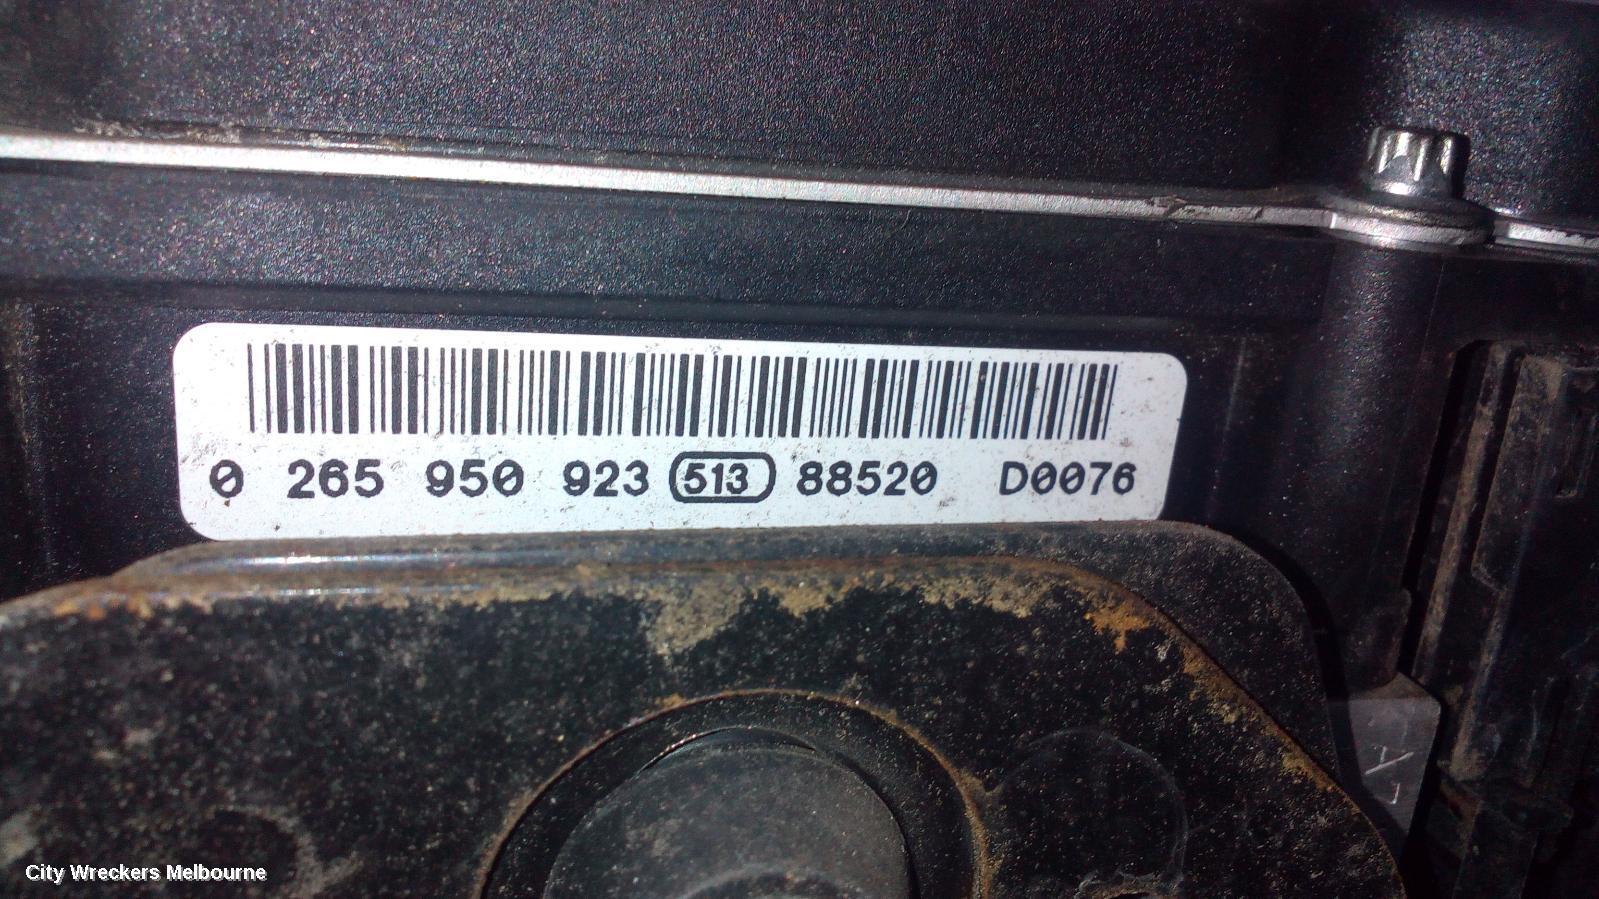 0 265 950 923 513 88520 D0076
City Wreckers Melbourne